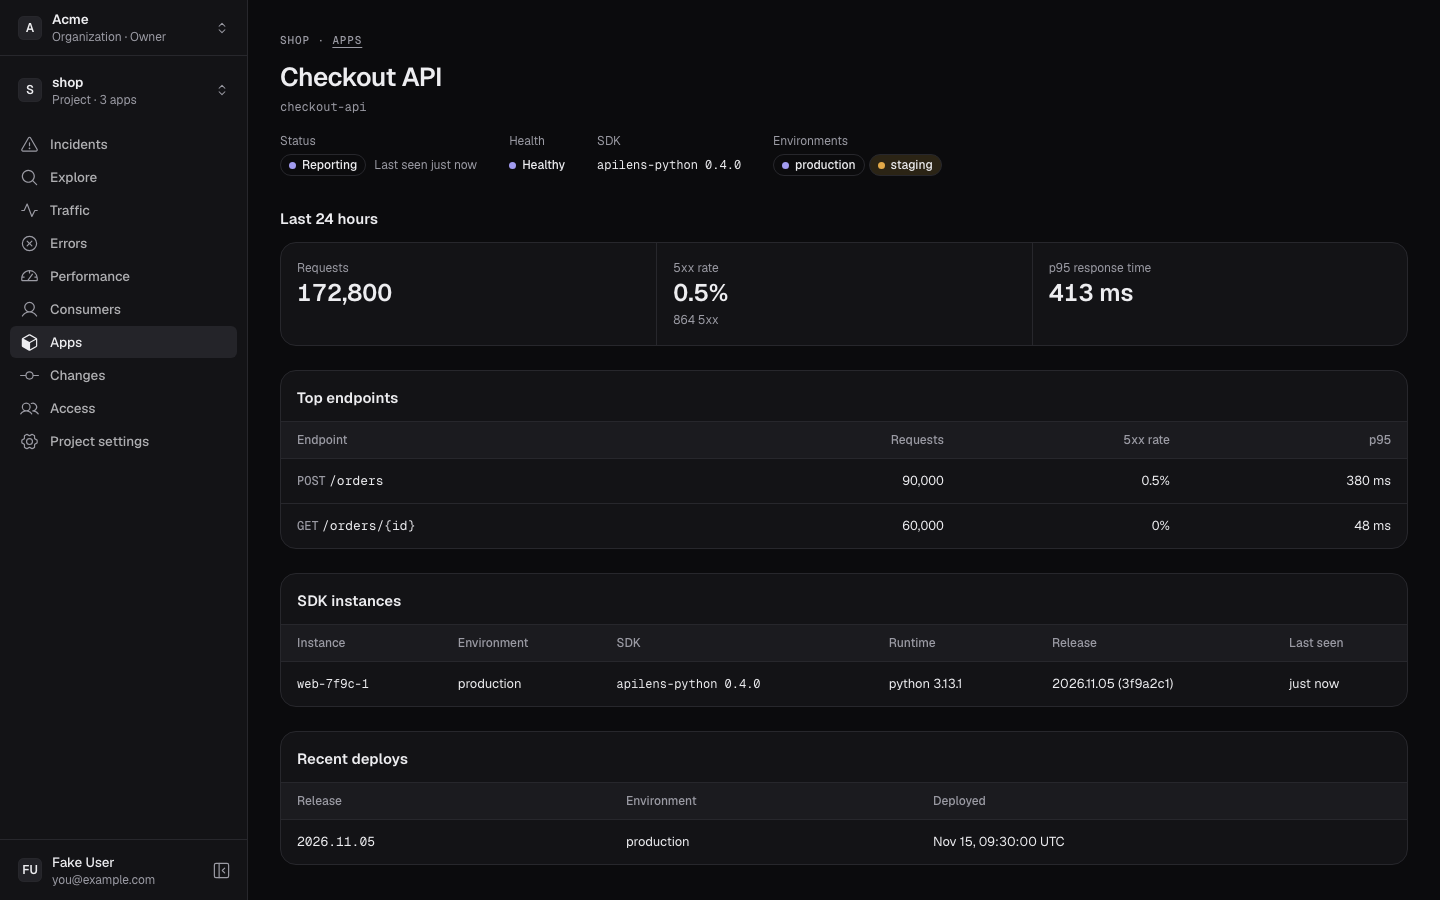 A
Acme
Organization · Owner
S
shop
Project · 3 apps
Incidents
Explore
Traffic
Errors
Performance
Consumers
Apps
Changes
Access
Project settings
FU
Fake User
you@example.com
SHOP · APPS
Checkout API
checkout-api
Status Health SDK Environments
Reporting Last seen just now Healthy apilens-python 0.4.0 production staging
Last 24 hours
Requests 5xx rate p95 response time
172,800 0.5% 413 ms
864 5xx
Top endpoints
Endpoint Requests 5xx rate p95
POST /orders 90,000 0.5% 380 ms
GET /orders/{id} 60,000 0% 48 ms
SDK instances
Instance Environment SDK Runtime Release Last seen
web-7f9c-1 production apilens-python 0.4.0 python 3.13.1 2026.11.05 (3f9a2c1) just now
Recent deploys
Release Environment Deployed
2026.11.05 production Nov 15, 09:30:00 UTC